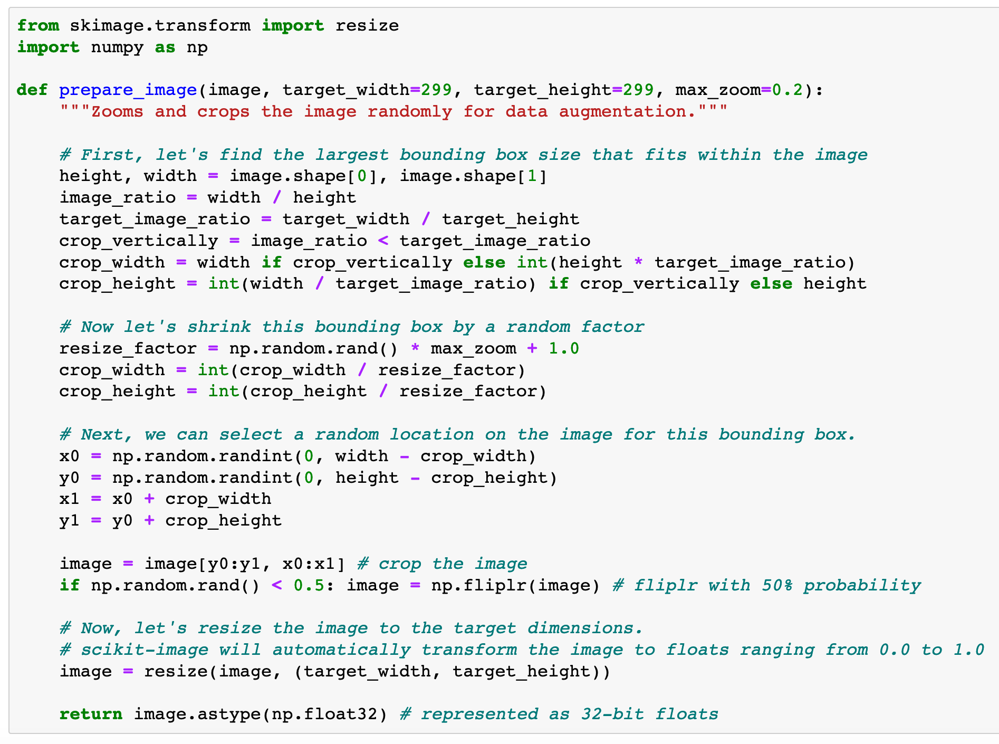 from skimage.transform import resize
import numpy as np

def prepare_image(image, target_width=299, target_height=299, max_zoom=0.2):
    """Zooms and crops the image randomly for data augmentation."""

    # First, let's find the largest bounding box size that fits within the image
    height, width = image.shape[0], image.shape[1]
    image_ratio = width / height
    target_image_ratio = target_width / target_height
    crop_vertically = image_ratio < target_image_ratio
    crop_width = width if crop_vertically else int(height * target_image_ratio)
    crop_height = int(width / target_image_ratio) if crop_vertically else height

    # Now let's shrink this bounding box by a random factor
    resize_factor = np.random.rand() * max_zoom + 1.0
    crop_width = int(crop_width / resize_factor)
    crop_height = int(crop_height / resize_factor)

    # Next, we can select a random location on the image for this bounding box.
    x0 = np.random.randint(0, width - crop_width)
    y0 = np.random.randint(0, height - crop_height)
    x1 = x0 + crop_width
    y1 = y0 + crop_height

    image = image[y0:y1, x0:x1] # crop the image
    if np.random.rand() < 0.5: image = np.fliplr(image) # fliplr with 50% probability

    # Now, let's resize the image to the target dimensions.
    # scikit-image will automatically transform the image to floats ranging from 0.0 to 1.0
    image = resize(image, (target_width, target_height))

    return image.astype(np.float32) # represented as 32-bit floats